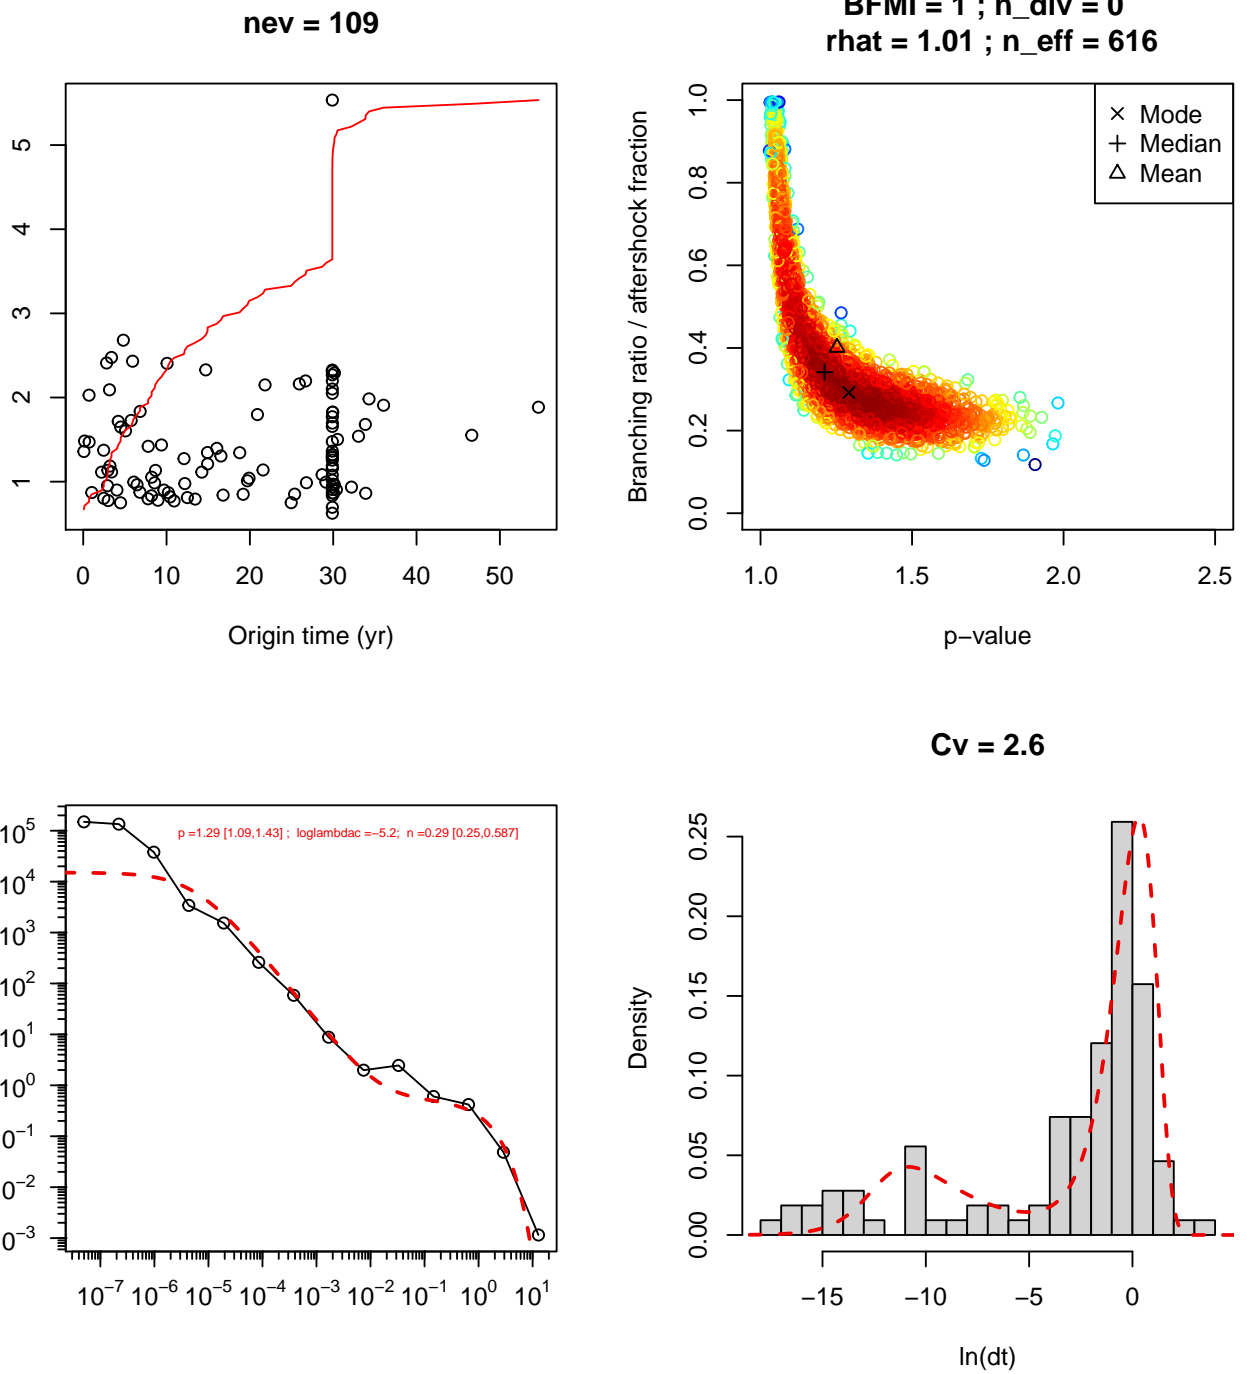 nev = 109
BFMI = 1 ; n_div = 0
rhat = 1.01 ; n_eff = 616
5
4
3
2
1
0 10 20 30 40 50
Origin time (yr)
Branching ratio / aftershock fraction
1.0
0.8
0.6
0.4
0.2
0.0
Mode
Median
Mean
1.0 1.5 2.0 2.5
p−value
p =1.29 [1.09,1.43] ; loglambdac =−5.2; n =0.29 [0.25,0.587]
10^5
10^4
10^3
10^2
10^1
10^0
0^−1
0^−2
0^−3
10^−7 10^−6 10^−5 10^−4 10^−3 10^−2 10^−1 10^0 10^1
Cv = 2.6
Density
0.25
0.20
0.15
0.10
0.05
0.00
−15 −10 −5 0
ln(dt)